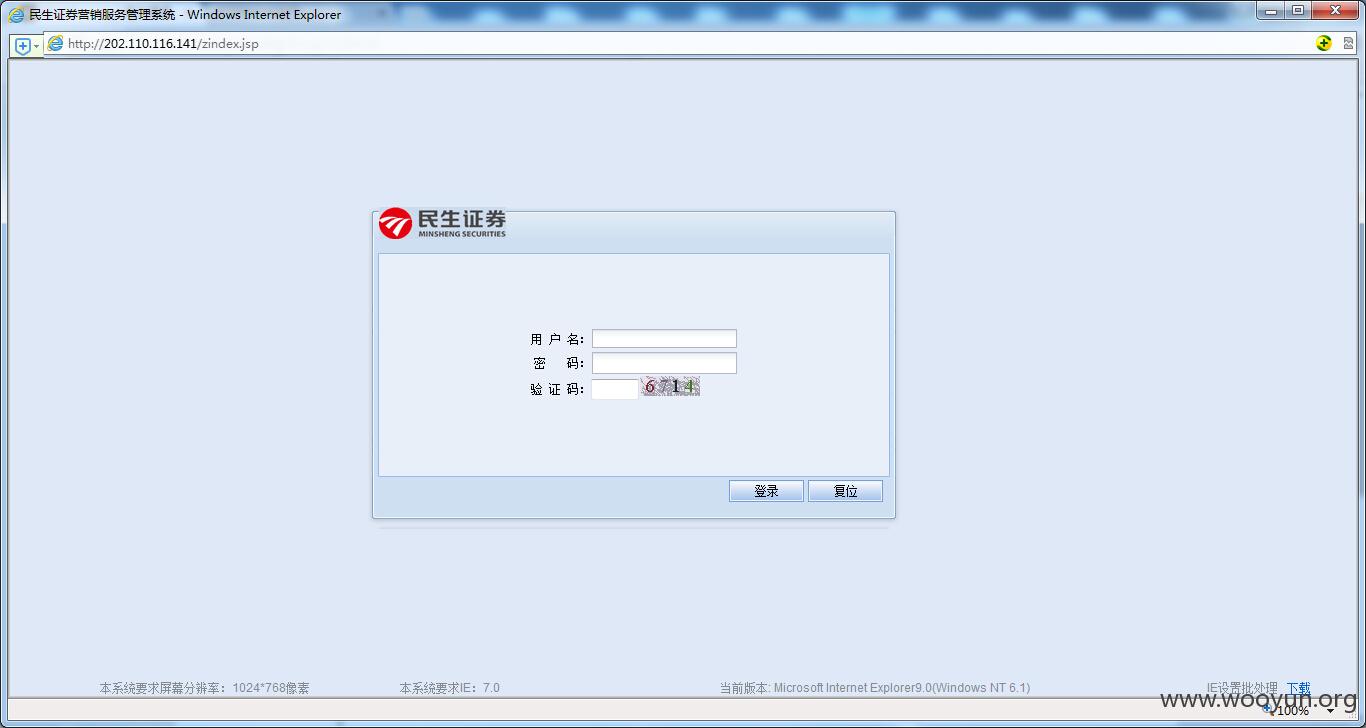 民生证券营销服务管理系统 - Windows Internet Explorer
http://202.110.116.141/zindex.jsp
民生证券
MINSHENG SECURITIES
用 户 名：
密 码：
验 证 码： 6714
登录 复位
本系统要求屏幕分辨率：1024*768像素 本系统要求IE：7.0 当前版本: Microsoft Internet Explorer9.0(Windows NT 6.1) IE设置批处理 下载
www.wooyun.org
100%